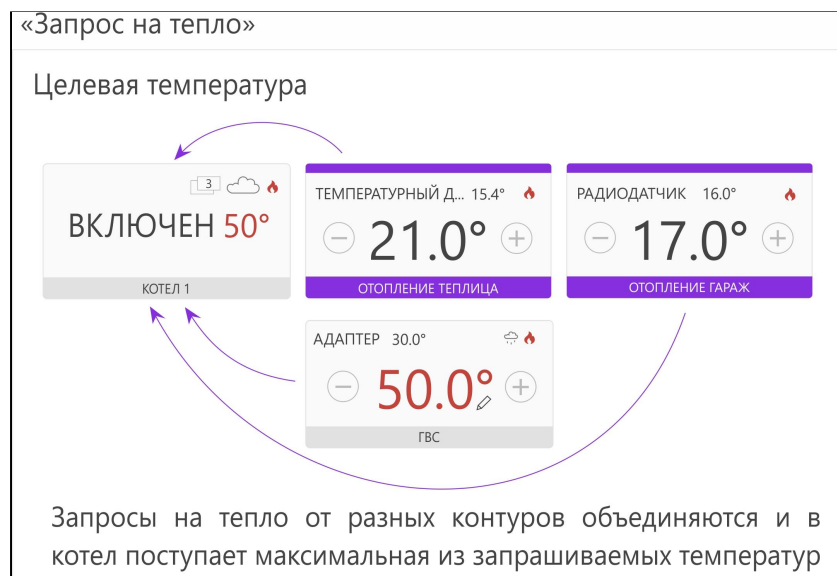 «Запрос на тепло»
Целевая температура
3
ВКЛЮЧЕН 50°
КОТЕЛ 1
ТЕМПЕРАТУРНЫЙ Д... 15.4°
21.0°
ОТОПЛЕНИЕ ТЕПЛИЦА
РАДИОДАТЧИК 16.0°
17.0°
ОТОПЛЕНИЕ ГАРАЖ
АДАПТЕР 30.0°
50.0°
ГВС
Запросы на тепло от разных контуров объединяются и в
котел поступает максимальная из запрашиваемых температур